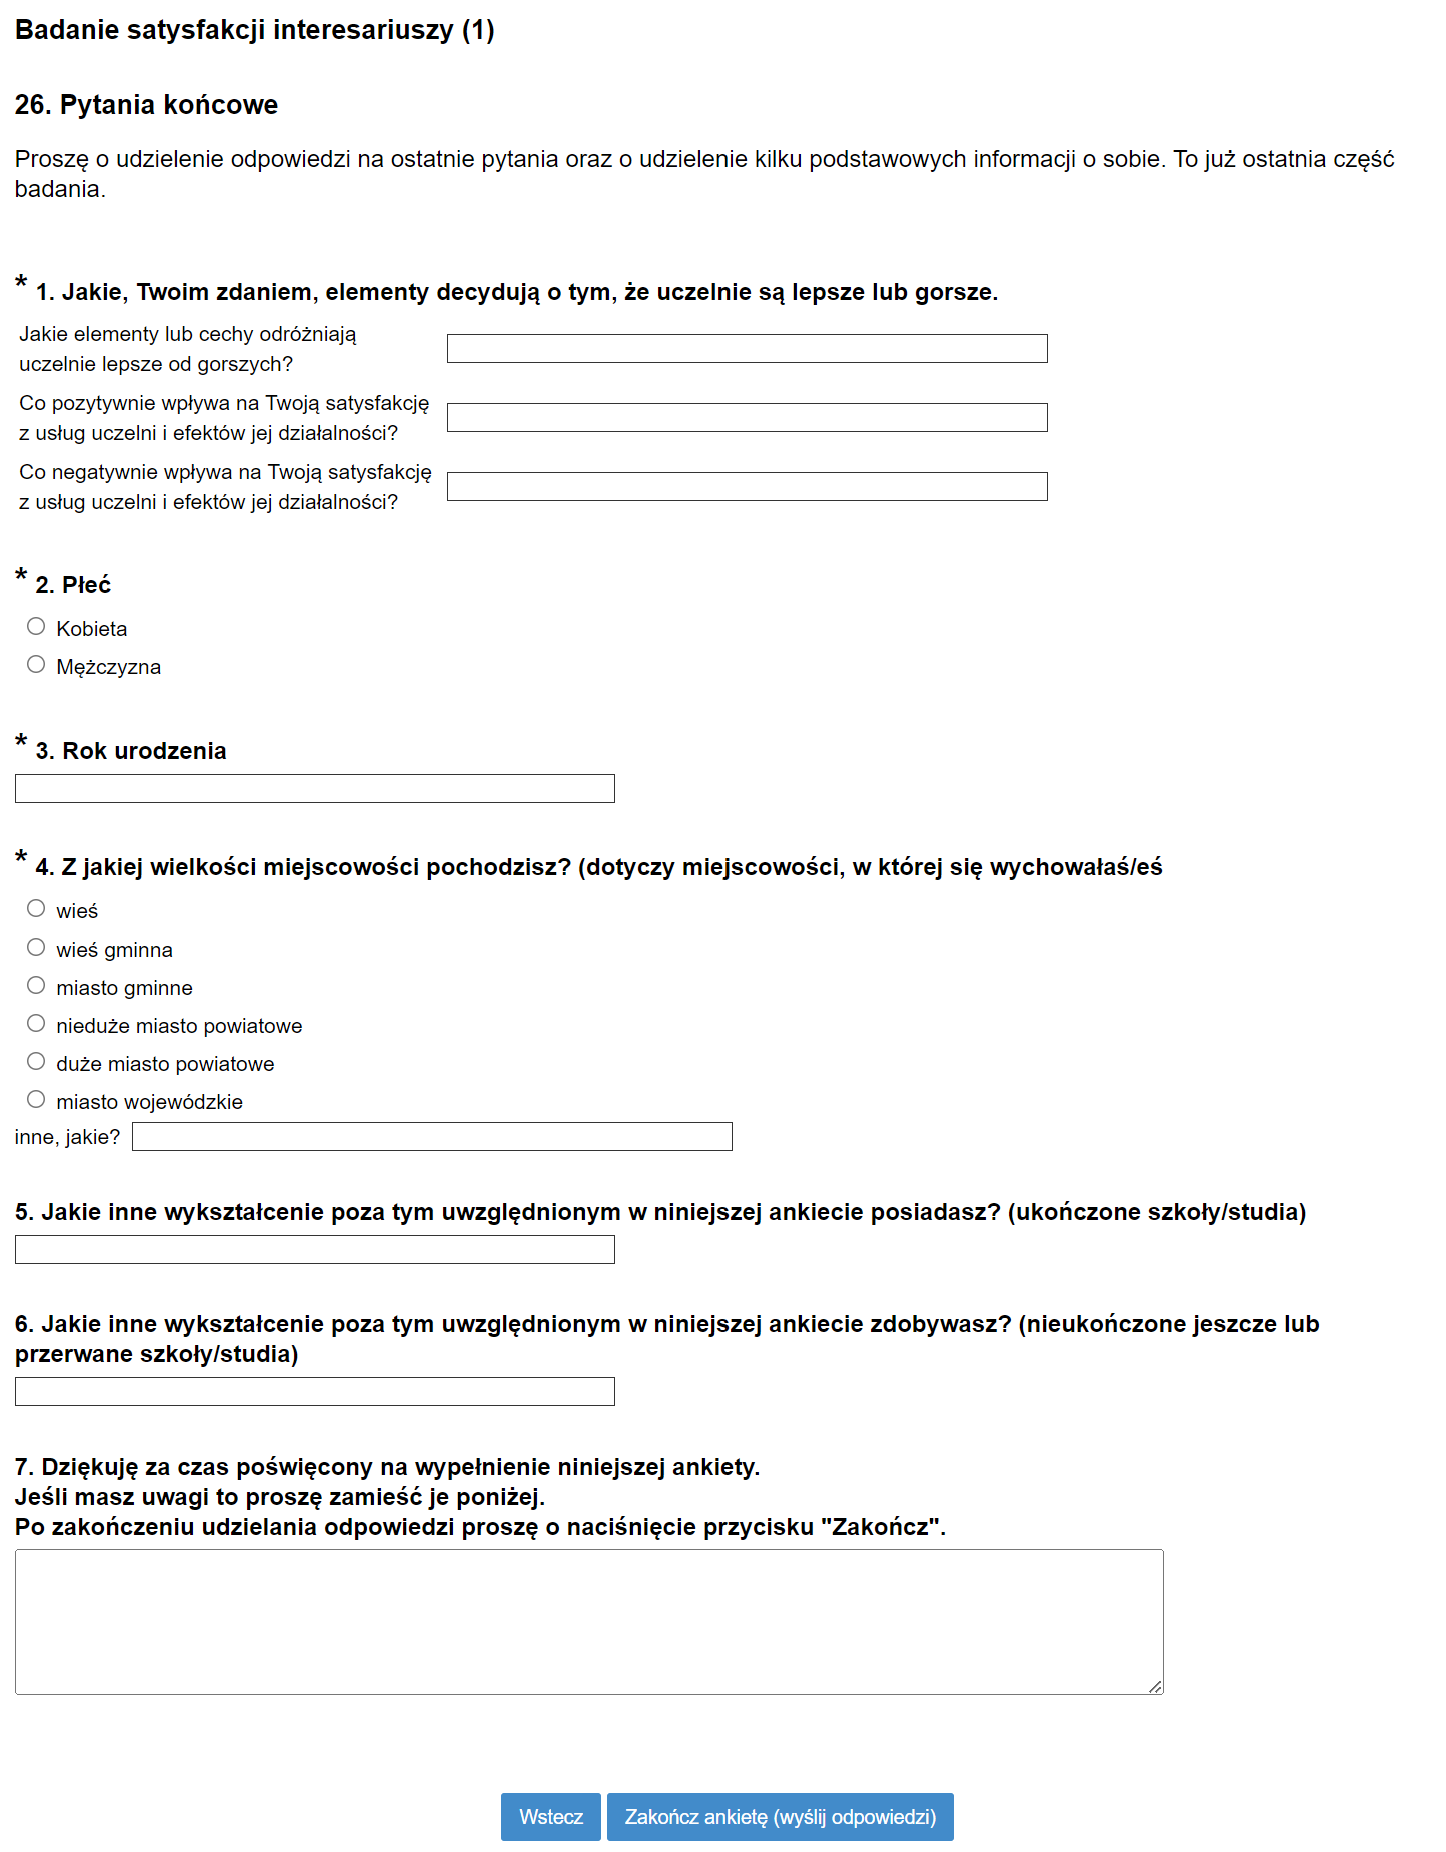 Badanie satysfakcji interesariuszy (1)
26. Pytania końcowe
Proszę o udzielenie odpowiedzi na ostatnie pytania oraz o udzielenie kilku podstawowych informacji o sobie. To już ostatnia część
badania.
* 1. Jakie, Twoim zdaniem, elementy decydują o tym, że uczelnie są lepsze lub gorsze.
Jakie elementy lub cechy odróżniają
uczelnie lepsze od gorszych?
Co pozytywnie wpływa na Twoją satysfakcję
z usług uczelni i efektów jej działalności?
Co negatywnie wpływa na Twoją satysfakcję
z usług uczelni i efektów jej działalności?
* 2. Płeć
Kobieta
Mężczyzna
* 3. Rok urodzenia
* 4. Z jakiej wielkości miejscowości pochodzisz? (dotyczy miejscowości, w której się wychowałaś/eś
wieś
wieś gminna
miasto gminne
nieduże miasto powiatowe
duże miasto powiatowe
miasto wojewódzkie
inne, jakie?
5. Jakie inne wykształcenie poza tym uwzględnionym w niniejszej ankiecie posiadasz? (ukończone szkoły/studia)
6. Jakie inne wykształcenie poza tym uwzględnionym w niniejszej ankiecie zdobywasz? (nieukończone jeszcze lub
przerwane szkoły/studia)
7. Dziękuję za czas poświęcony na wypełnienie niniejszej ankiety.
Jeśli masz uwagi to proszę zamieść je poniżej.
Po zakończeniu udzielania odpowiedzi proszę o naciśnięcie przycisku "Zakończ".
Wstecz
Zakończ ankietę (wyślij odpowiedzi)